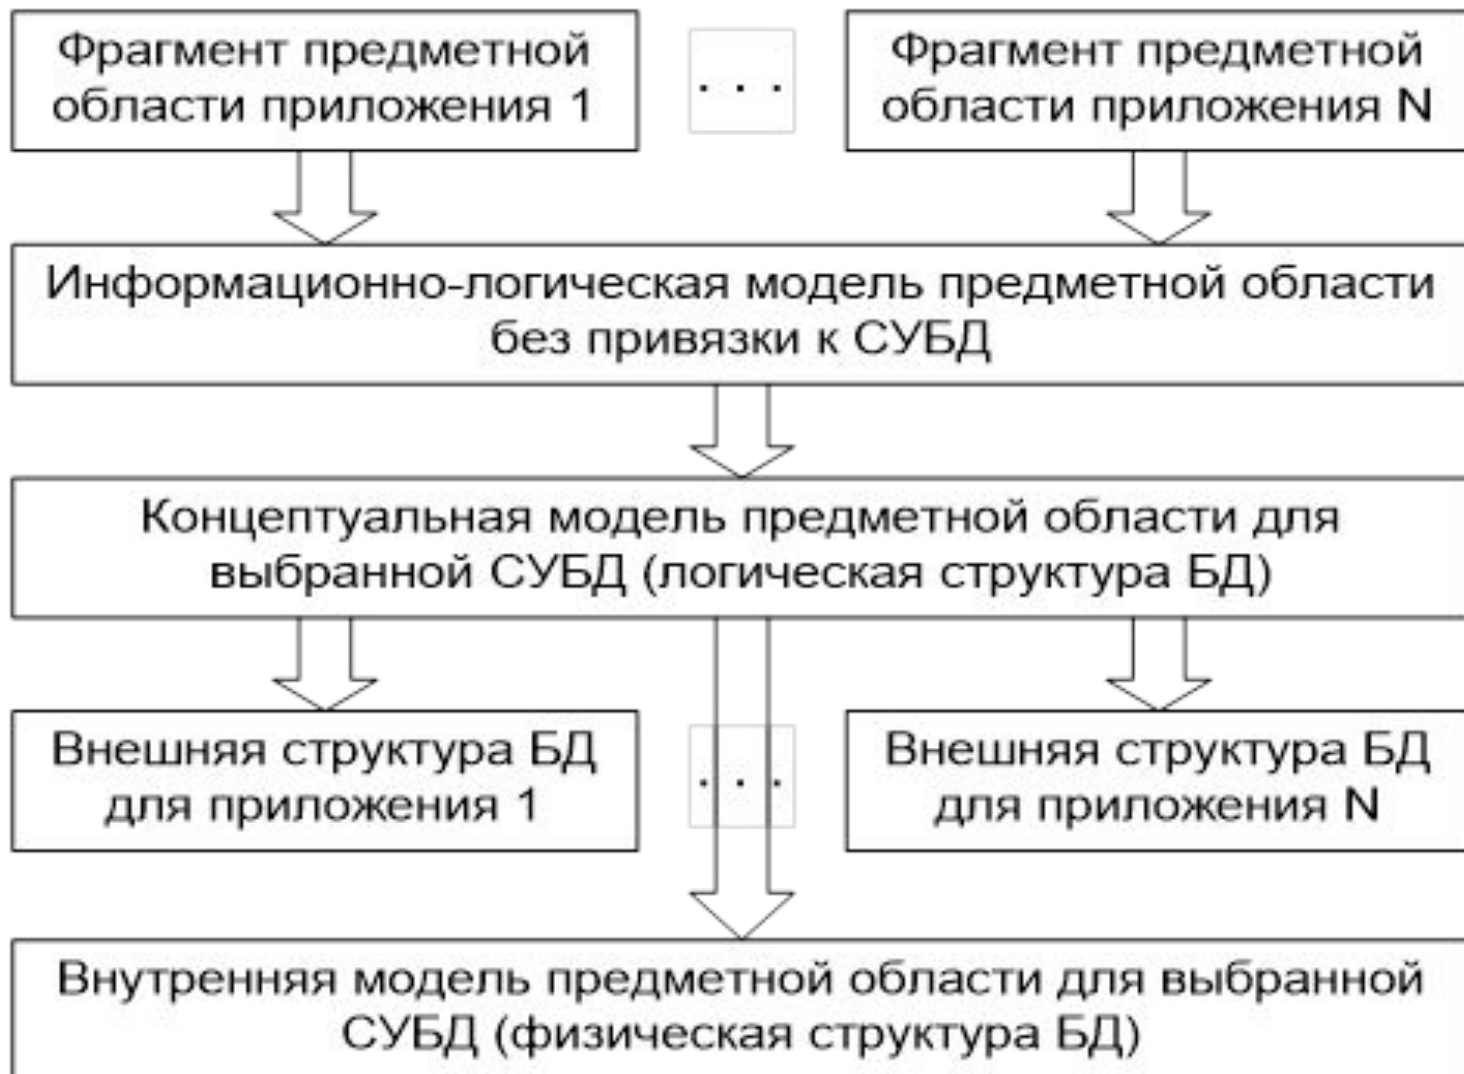 Фрагмент предметной
области приложения 1
. . .
Фрагмент предметной
области приложения N
Информационно-логическая модель предметной области
без привязки к СУБД
Концептуальная модель предметной области для
выбранной СУБД (логическая структура БД)
Внешняя структура БД
для приложения 1
. . .
Внешняя структура БД
для приложения N
Внутренняя модель предметной области для выбранной
СУБД (физическая структура БД)